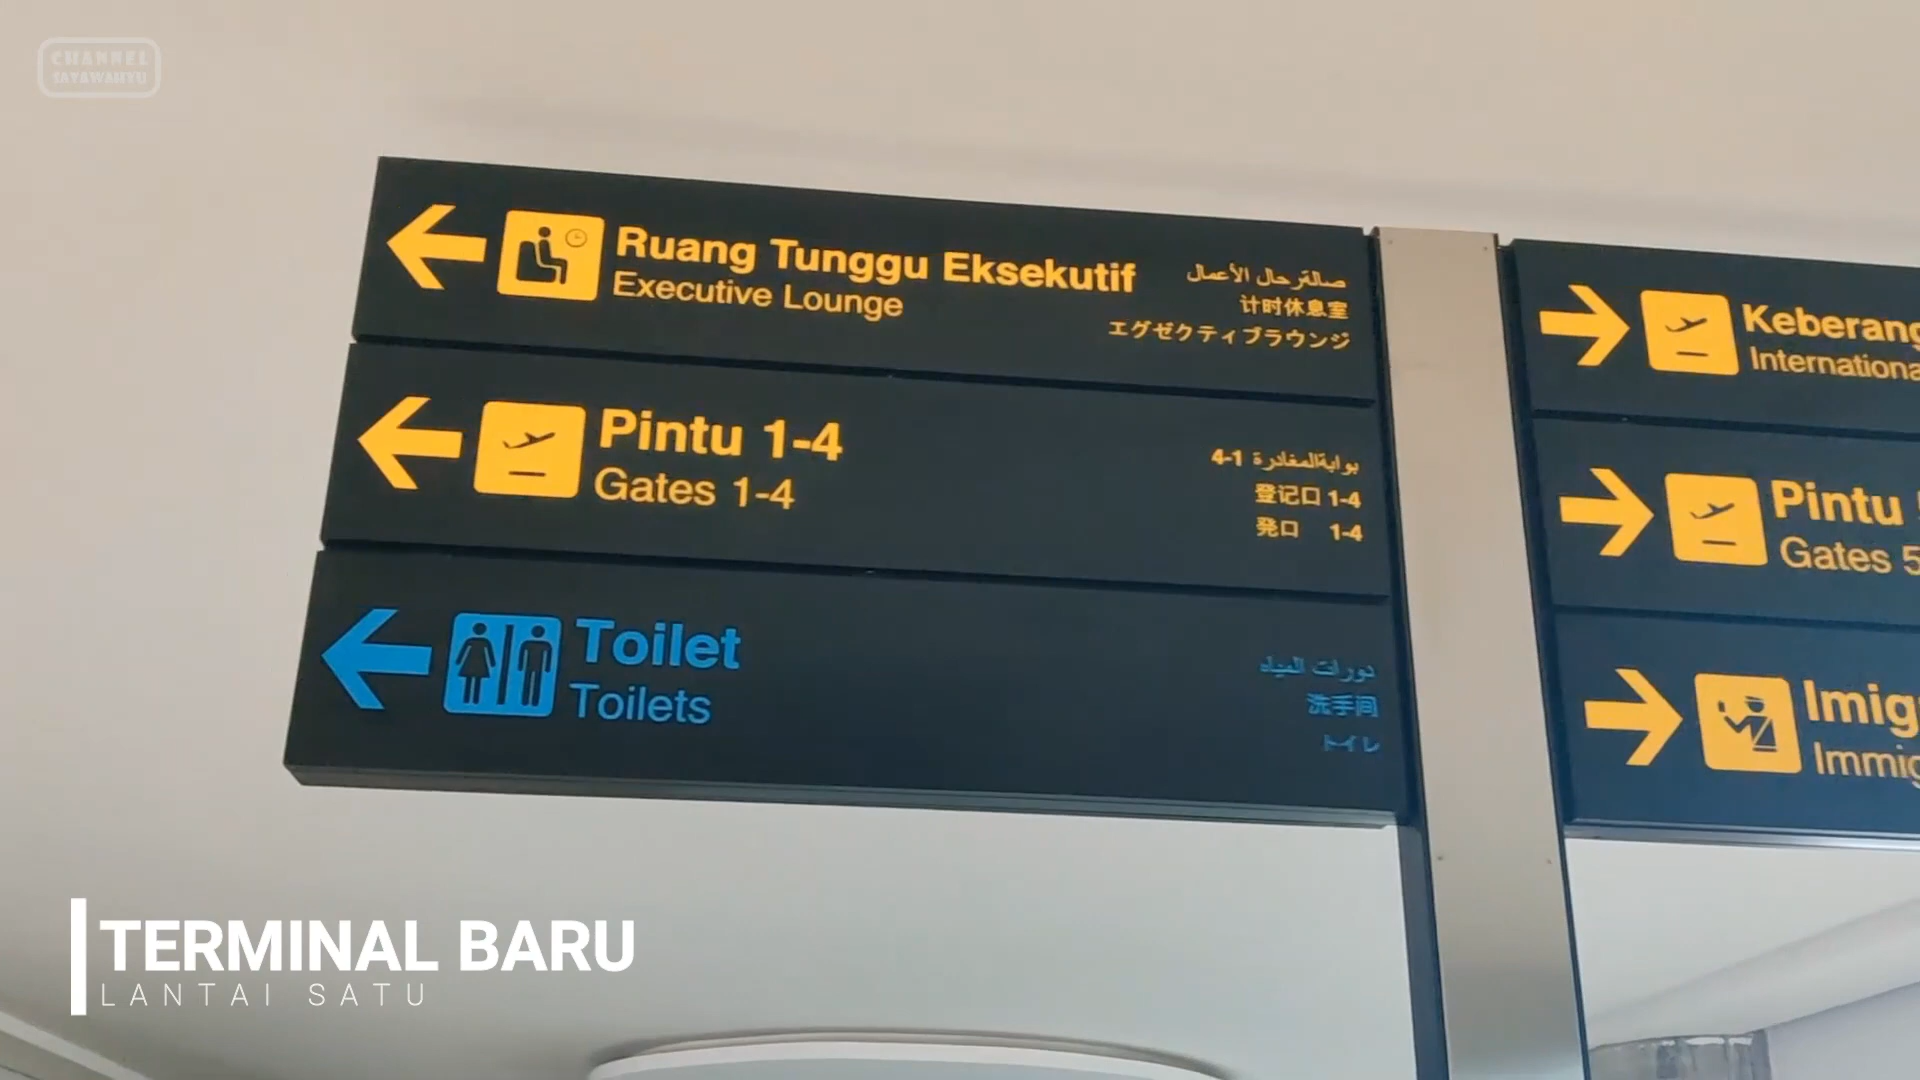 CHANNEL
SAYAWAHYU
Ruang Tunggu Eksekutif
Executive Lounge
صالة رجال الأعمال
计时休息室
エグゼクティブラウンジ
Pintu 1-4
Gates 1-4
بوابة المغادرة 1-4
登记口 1-4
発口 1-4
Toilet
Toilets
دورات المياه
洗手间
トイレ
Keberang
Internationa
Pintu
Gates 5
Imig
Immig
TERMINAL BARU
LANTAI SATU